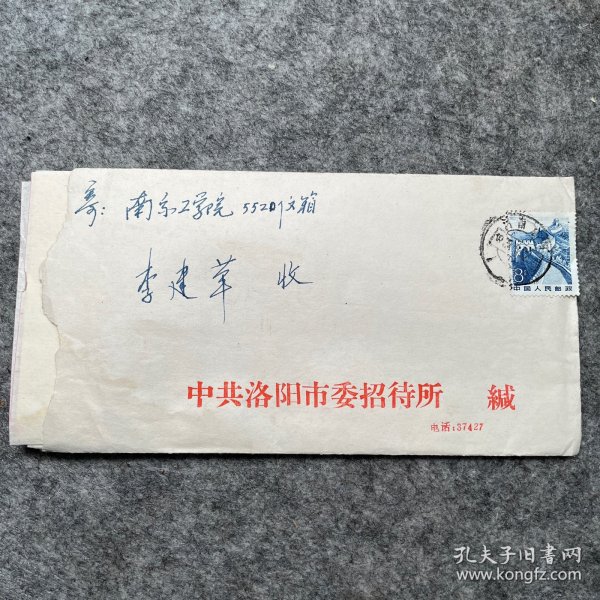 寄：南京工学院 5520信箱
李建革 收
8
中国人民邮政
中共洛阳市委招待所 缄
电话：37427
孔夫子旧书网
www.kongfz.com